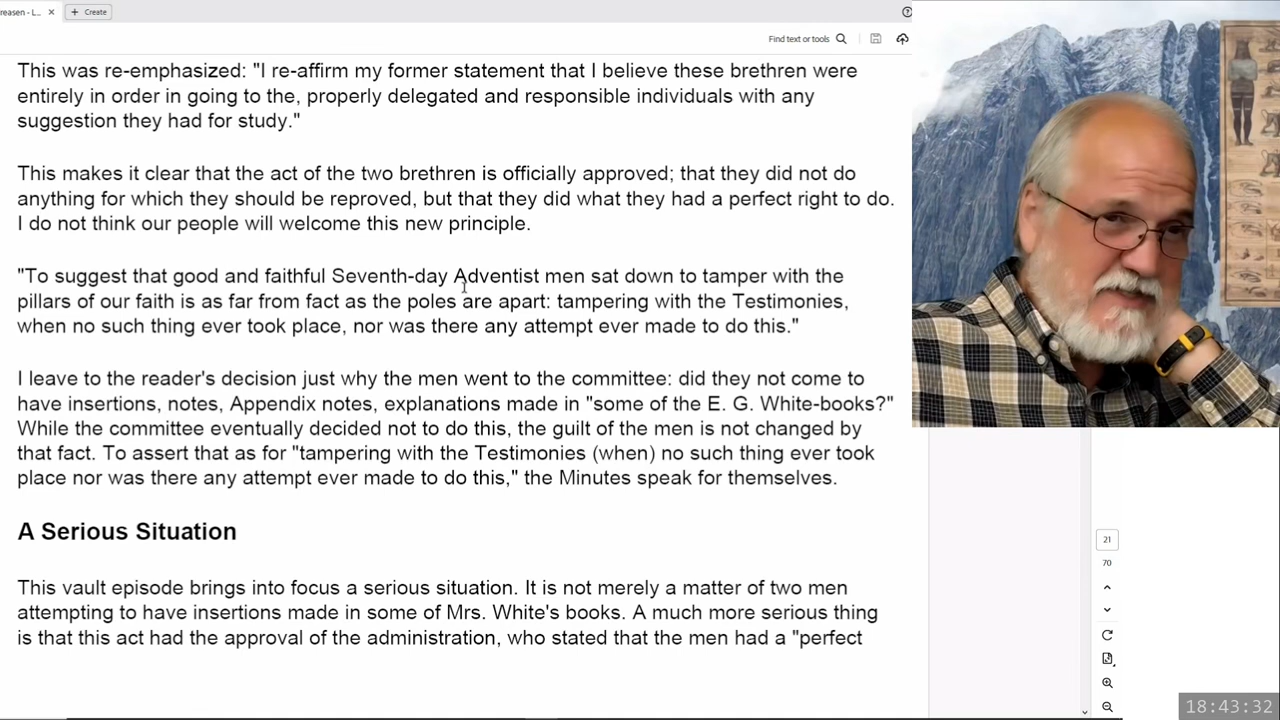 reasen - L...
Create
Find text or tools
This was re-emphasized: "I re-affirm my former statement that I believe these brethren were
entirely in order in going to the, properly delegated and responsible individuals with any
suggestion they had for study."
This makes it clear that the act of the two brethren is officially approved; that they did not do
anything for which they should be reproved, but that they did what they had a perfect right to do.
I do not think our people will welcome this new principle.
"To suggest that good and faithful Seventh-day Adventist men sat down to tamper with the
pillars of our faith is as far from fact as the poles are apart: tampering with the Testimonies,
when no such thing ever took place, nor was there any attempt ever made to do this."
I leave to the reader's decision just why the men went to the committee: did they not come to
have insertions, notes, Appendix notes, explanations made in "some of the E. G. White-books?"
While the committee eventually decided not to do this, the guilt of the men is not changed by
that fact. To assert that as for "tampering with the Testimonies (when) no such thing ever took
place nor was there any attempt ever made to do this," the Minutes speak for themselves.
A Serious Situation
This vault episode brings into focus a serious situation. It is not merely a matter of two men
attempting to have insertions made in some of Mrs. White's books. A much more serious thing
is that this act had the approval of the administration, who stated that the men had a "perfect
21
70
18:43:32